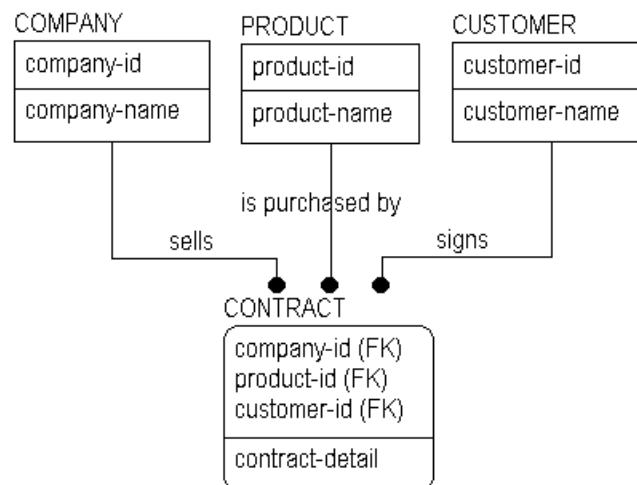 COMPANY
company-id
company-name
PRODUCT
product-id
product-name
CUSTOMER
customer-id
customer-name
is purchased by
sells
signs
CONTRACT
company-id (FK)
product-id (FK)
customer-id (FK)
contract-detail